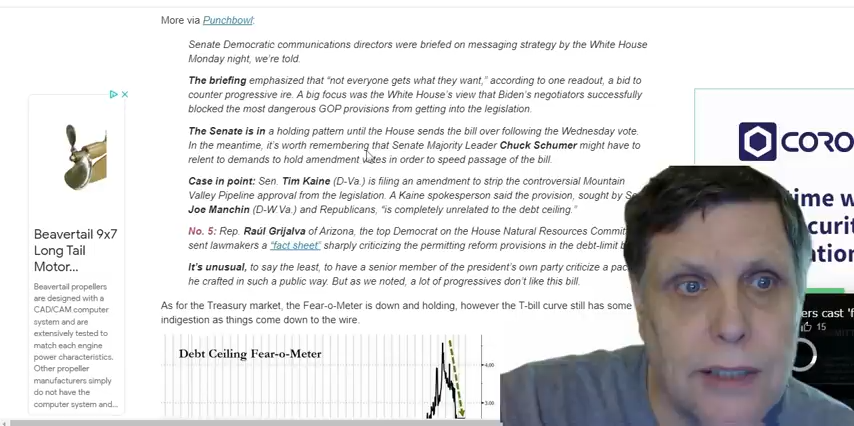 More via Punchbowl:
Senate Democratic communications directors were briefed on messaging strategy by the White House
Monday night, we're told.
The briefing emphasized that "not everyone gets what they want," according to one readout, a bid to
counter progressive ire. A big focus was the White House's view that Biden's negotiators successfully
blocked the most dangerous GOP provisions from getting into the legislation.
The Senate is in a holding pattern until the House sends the bill over following the Wednesday vote.
In the meantime, it's worth remembering that Senate Majority Leader Chuck Schumer might have to
relent to demands to hold amendment votes in order to speed passage of the bill.
Case in point: Sen. Tim Kaine (D-Va.) is filing an amendment to strip the controversial Mountain
Valley Pipeline approval from the legislation. A Kaine spokesperson said the provision, sought by
Joe Manchin (D-W.Va.) and Republicans, "is completely unrelated to the debt ceiling."
No. 5: Rep. Raúl Grijalva of Arizona, the top Democrat on the House Natural Resources
sent lawmakers a "fact sheet" sharply criticizing the permitting reform provisions in the debt-limit
It's unusual, to say the least, to have a senior member of the president's own party criticize a
he crafted in such a public way. But as we noted, a lot of progressives don't like this bill.
As for the Treasury market, the Fear-o-Meter is down and holding, however the T-bill curve still has some
indigestion as things come down to the wire.
Debt Ceiling Fear-o-Meter
4.00
3.00
Beavertail 9x7
Long Tail
Motor...
Beavertail propellers
are designed with a
CAD/CAM computer
system and are
extensively tested to
match each engine
power characteristics.
Other propeller
manufacturers simply
do not have the
computer system and...
CORO
ime w
curit
ation
ers cast 'f
15